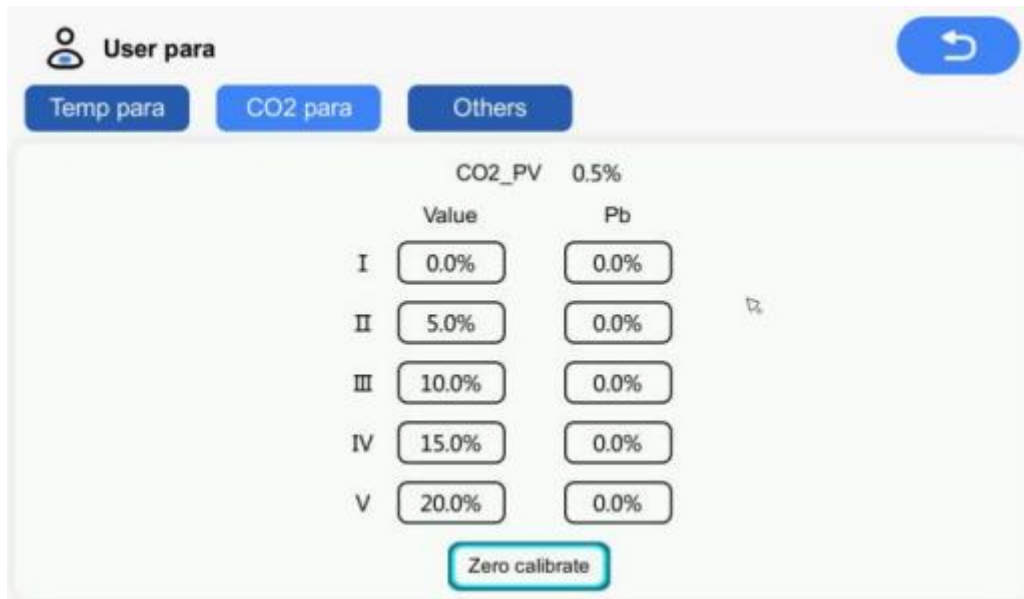 User para
Temp para CO2 para Others
CO2_PV 0.5%
Value Pb
I 0.0% 0.0%
II 5.0% 0.0%
III 10.0% 0.0%
IV 15.0% 0.0%
V 20.0% 0.0%
Zero calibrate